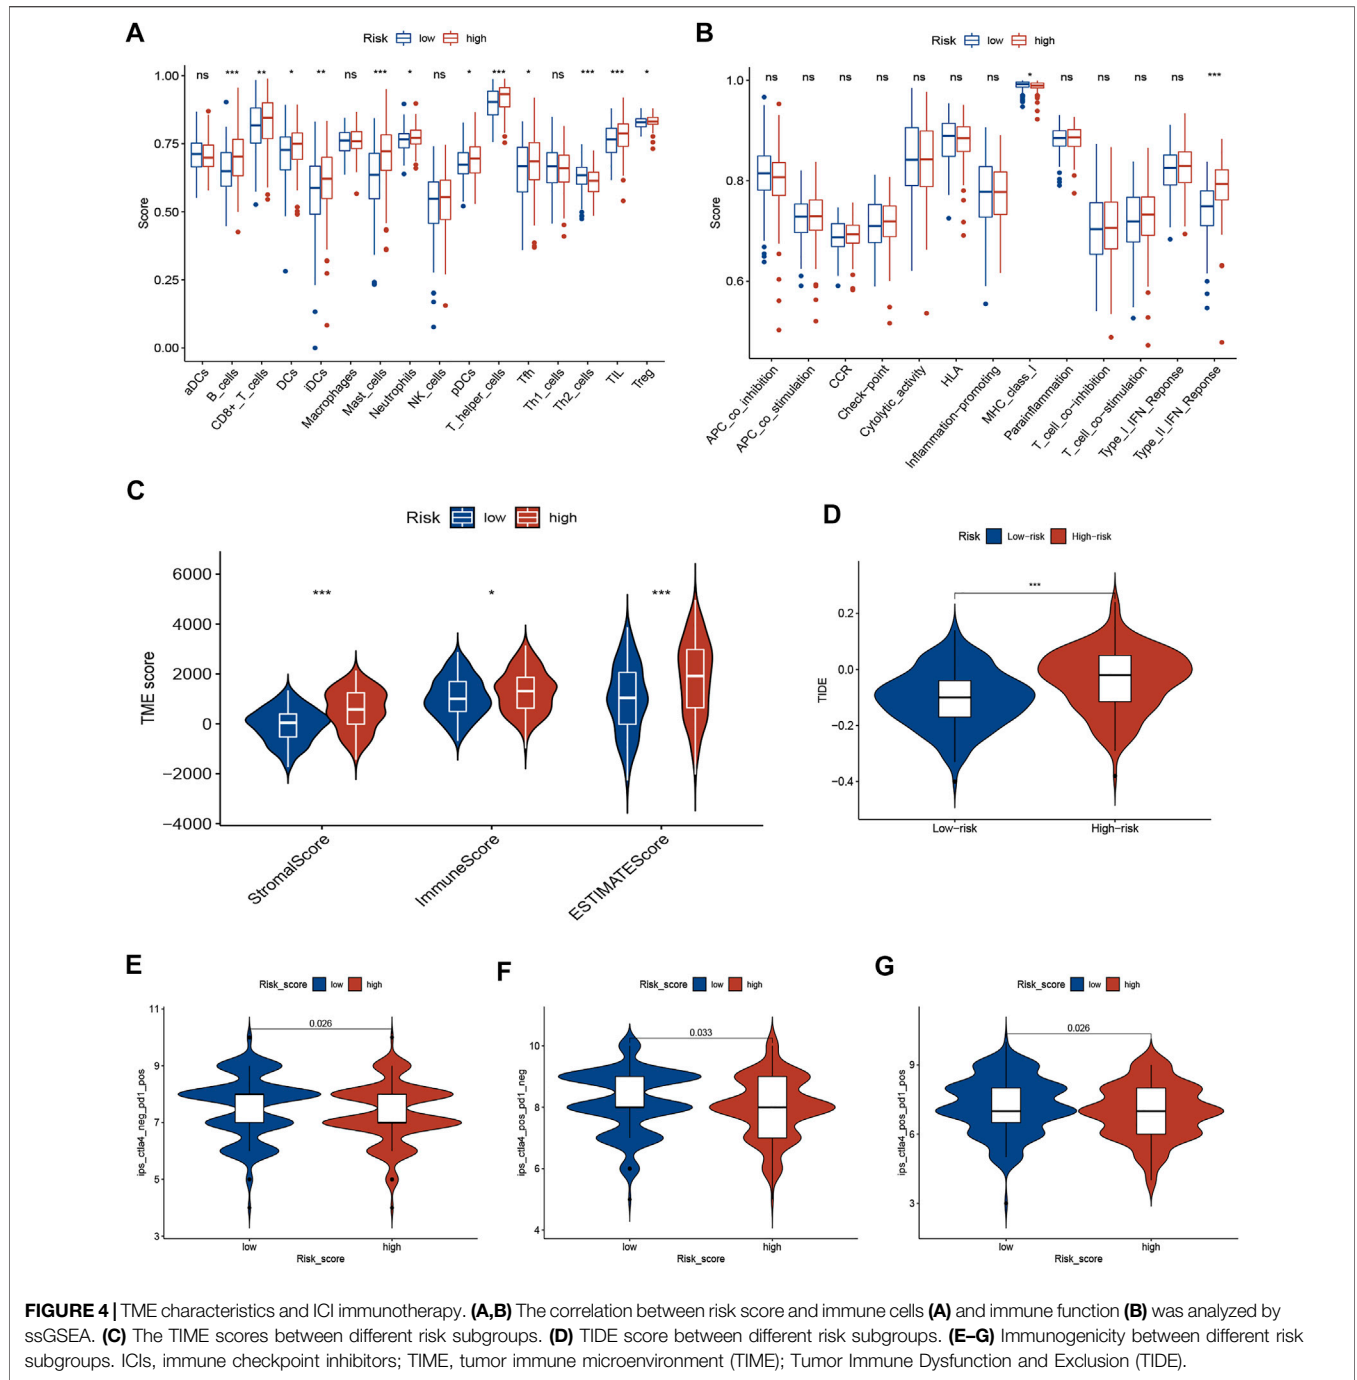 A
Risk low high
ns *** ** * ** ns *** * ns * *** * ns *** *** *
1.00
0.75
0.50
0.25
0.00
Score
aDCs
B_cells
CD8+_T_cells
DCs
iDCs
Macrophages
Mast_cells
Neutrophils
NK_cells
pDCs
T_helper_cells
Tfh
Th1_cells
Th2_cells
TIL
Treg
B
Risk low high
ns ns ns ns ns ns ns * ns ns ns ns ***
1.0
0.8
0.6
Score
APC_co_inhibition
APC_co_stimulation
CCR
Check-point
Cytolytic_activity
HLA
Inflammation-promoting
MHC_class_I
Parainflammation
T_cell_co-inhibition
T_cell_co-stimulation
Type_I_IFN_Reponse
Type_II_IFN_Reponse
C
Risk low high
*** * ***
6000
4000
2000
0
−2000
−4000
TME score
StromalScore
ImmuneScore
ESTIMATEScore
D
Risk Low-risk High-risk
***
0.2
0.0
−0.2
−0.4
TIDE
Low-risk High-risk
E
Risk_score low high
0.026
11
9
7
5
3
ips_ctla4_neg_pd1_pos
low high
Risk_score
F
Risk_score low high
0.033
10
8
6
4
ips_ctla4_pos_pd1_neg
low high
Risk_score
G
Risk_score low high
0.026
9
6
3
ips_ctla4_pos_pd1_pos
low high
Risk_score
FIGURE 4 | TME characteristics and ICI immunotherapy. (A,B) The correlation between risk score and immune cells (A) and immune function (B) was analyzed by
ssGSEA. (C) The TIME scores between different risk subgroups. (D) TIDE score between different risk subgroups. (E–G) Immunogenicity between different risk
subgroups. ICIs, immune checkpoint inhibitors; TIME, tumor immune microenvironment (TIME); Tumor Immune Dysfunction and Exclusion (TIDE).